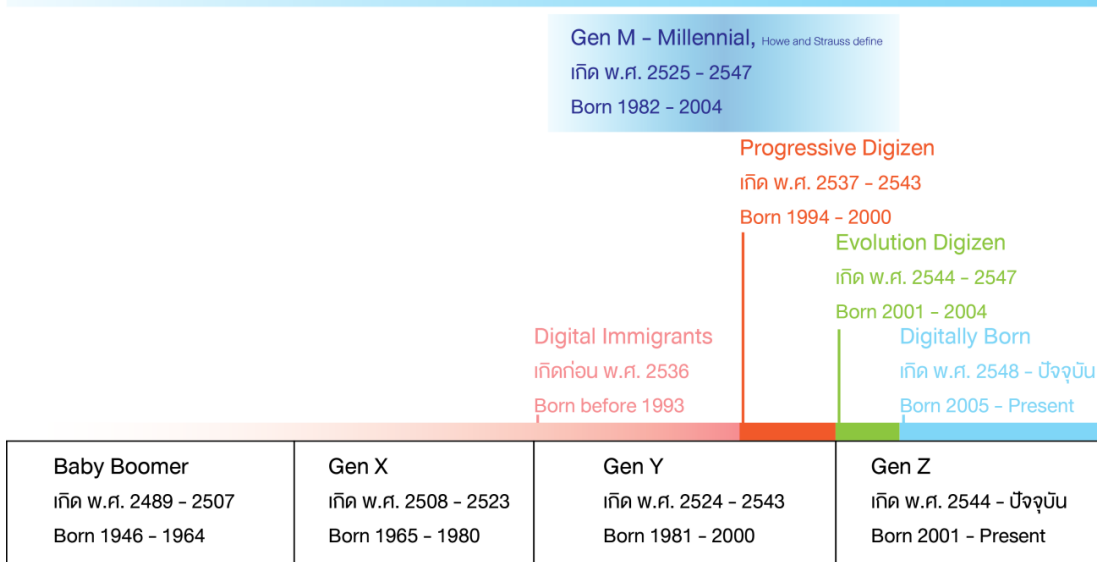 Gen M - Millennial, Howe and Strauss define
เกิด พ.ศ. 2525 - 2547
Born 1982 - 2004
Progressive Digizen
เกิด พ.ศ. 2537 - 2543
Born 1994 - 2000
Evolution Digizen
เกิด พ.ศ. 2544 - 2547
Born 2001 - 2004
Digital Immigrants
เกิดก่อน พ.ศ. 2536
Born before 1993
Digitally Born
เกิด พ.ศ. 2548 - ปัจจุบัน
Born 2005 - Present
Baby Boomer
เกิด พ.ศ. 2489 - 2507
Born 1946 - 1964
Gen X
เกิด พ.ศ. 2508 - 2523
Born 1965 - 1980
Gen Y
เกิด พ.ศ. 2524 - 2543
Born 1981 - 2000
Gen Z
เกิด พ.ศ. 2544 - ปัจจุบัน
Born 2001 - Present